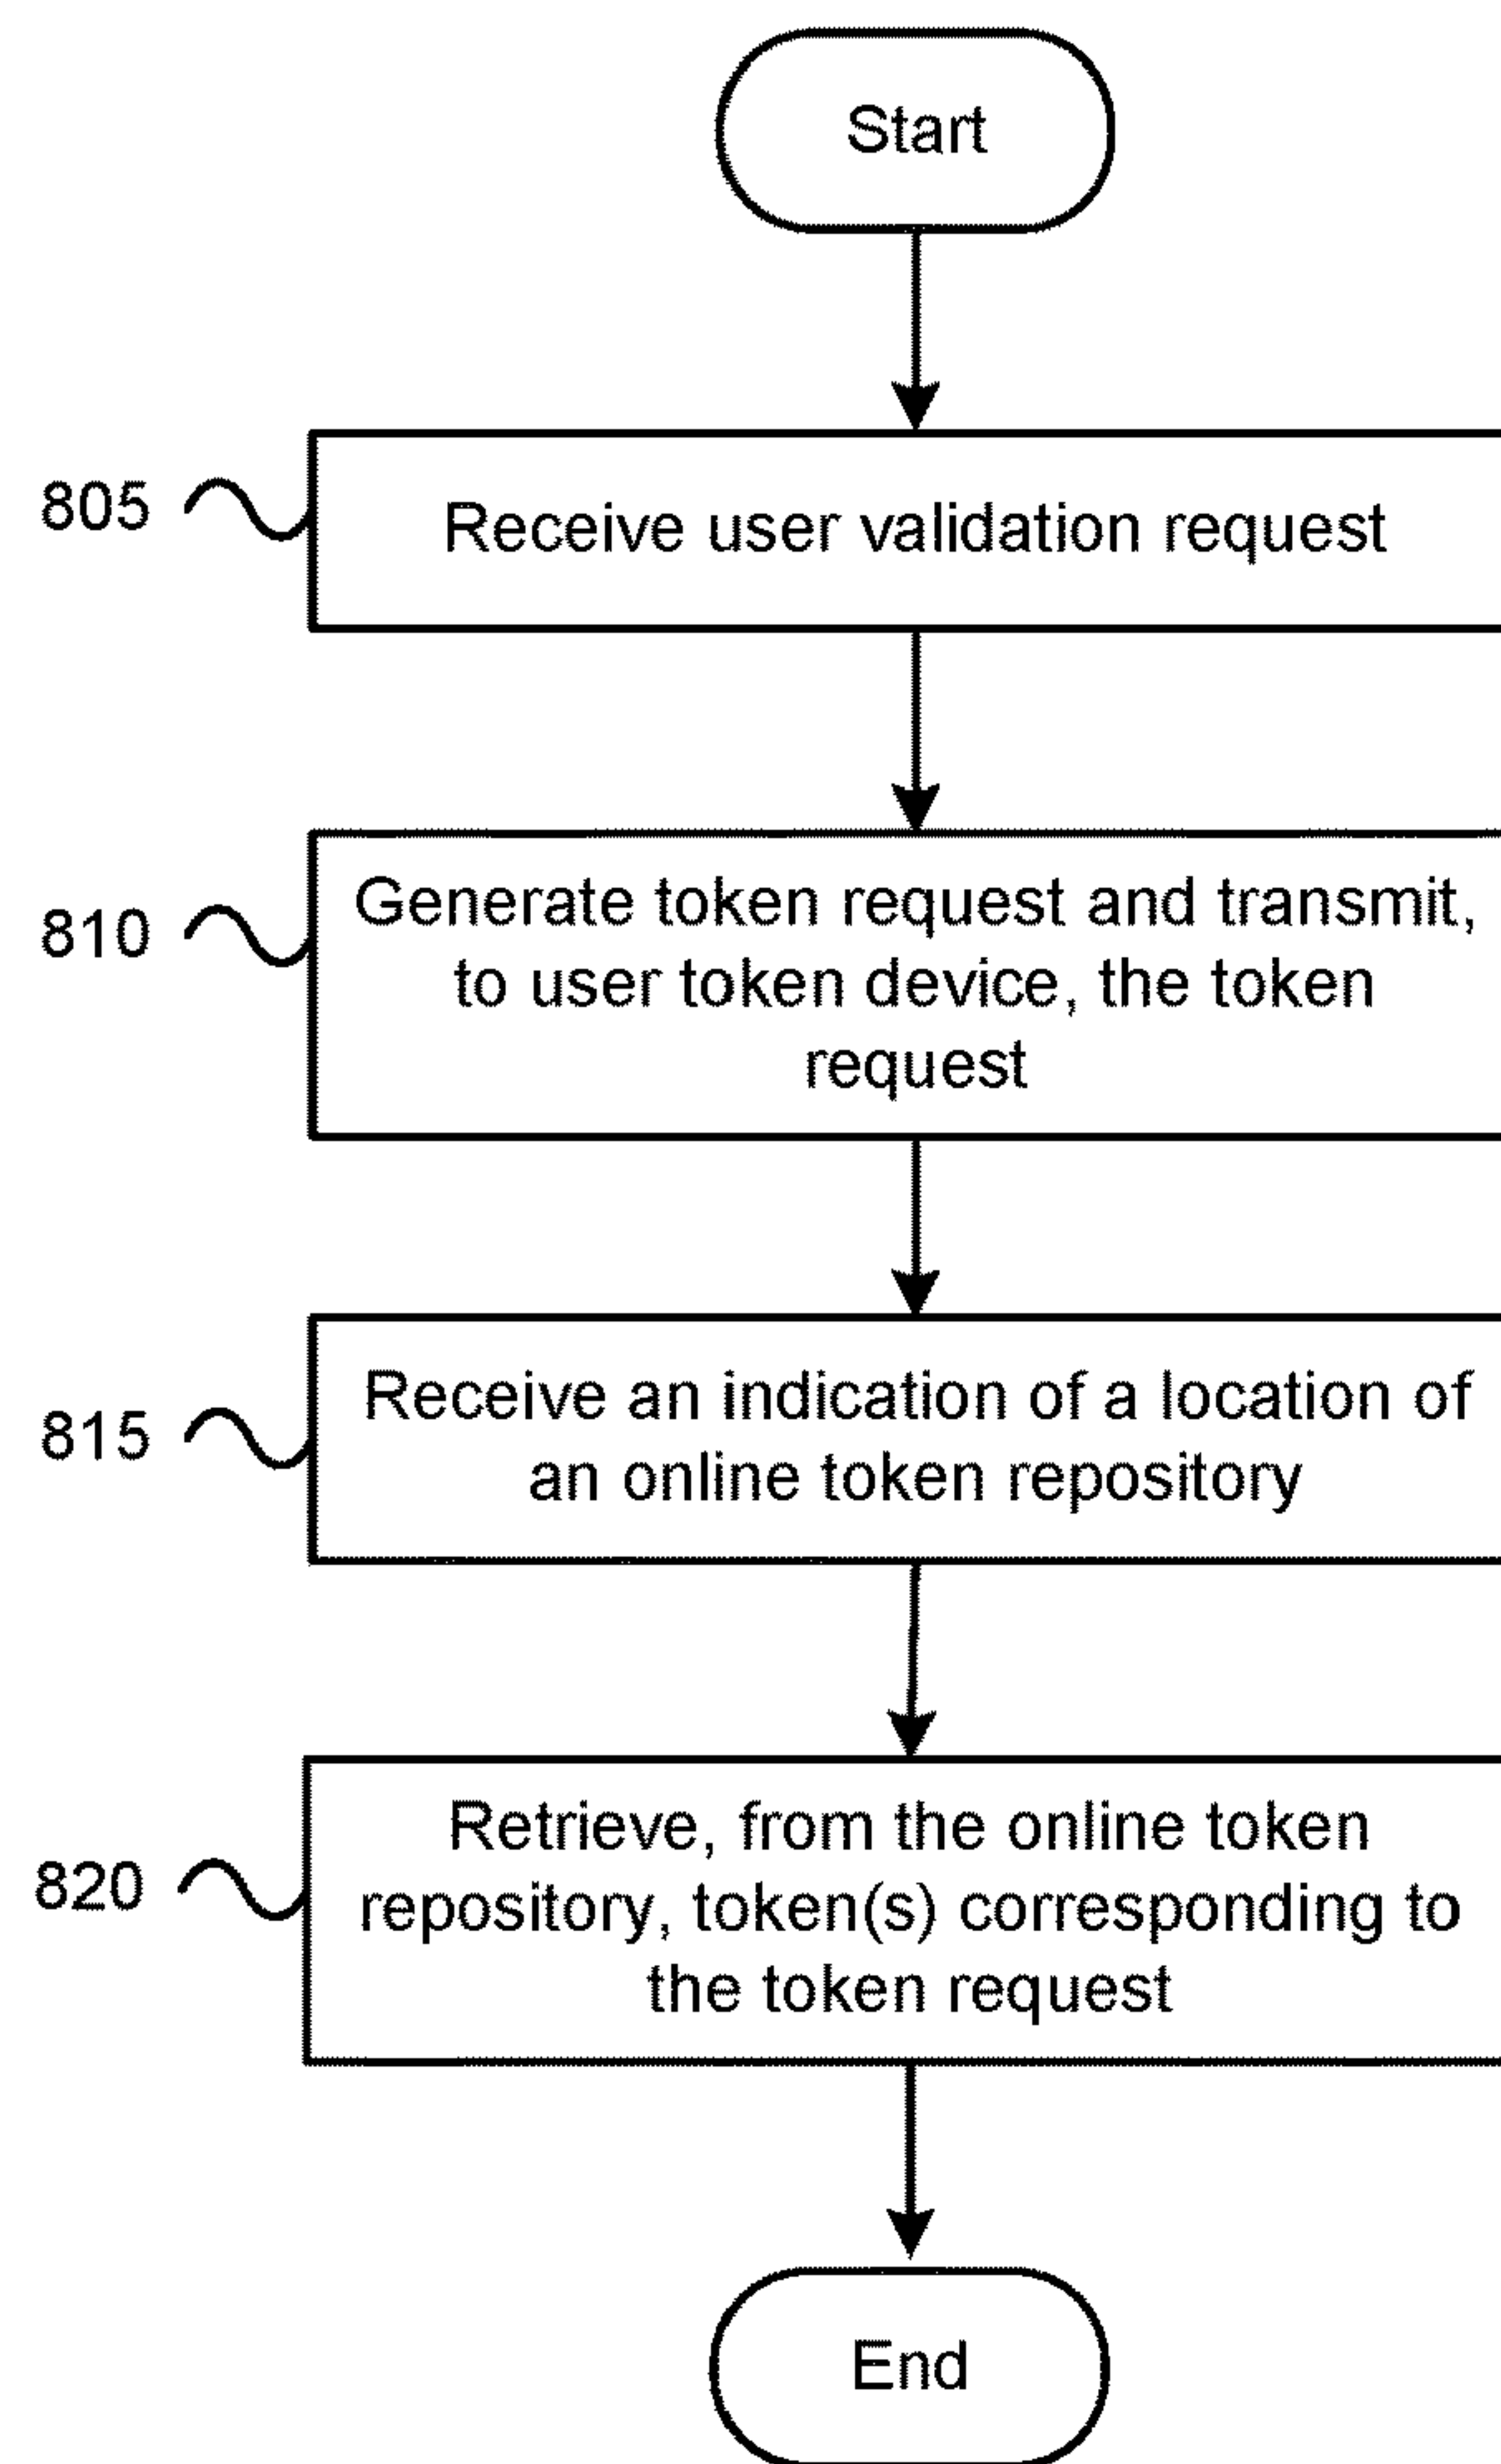 Start
805
Receive user validation request
810
Generate token request and transmit,
to user token device, the token
request
815
Receive an indication of a location of
an online token repository
820
Retrieve, from the online token
repository, token(s) corresponding to
the token request
End